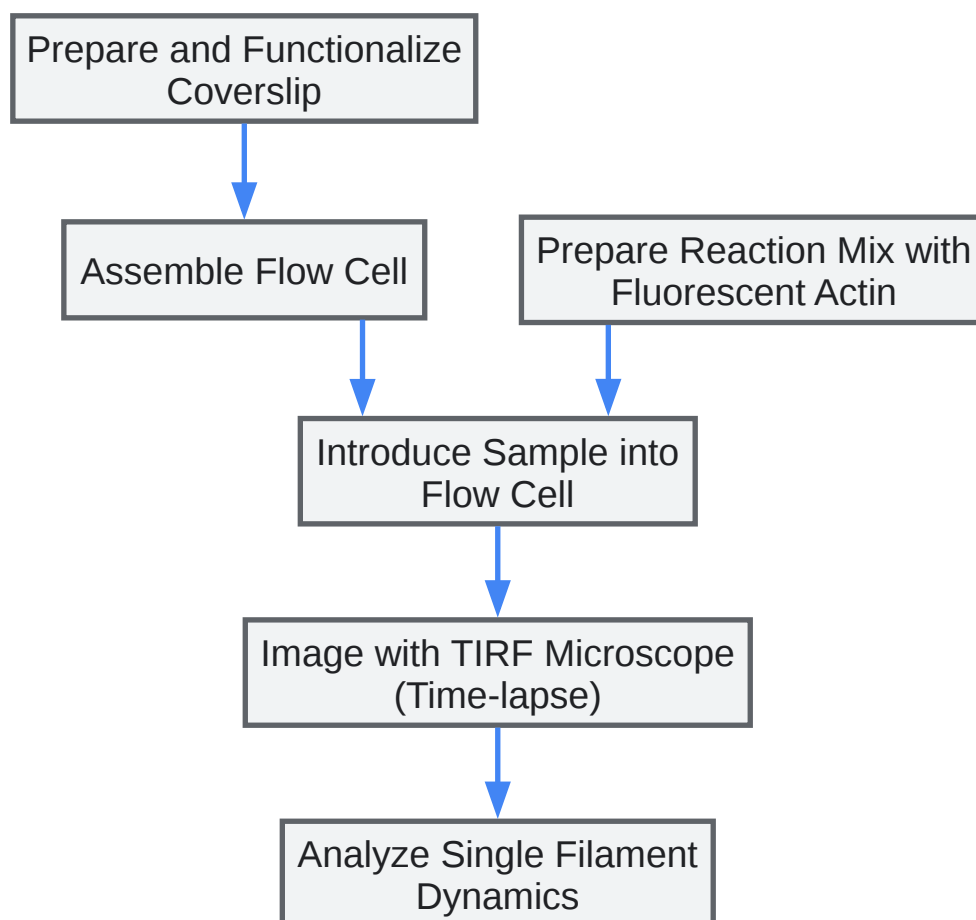 Prepare and Functionalize
Coverslip
Assemble Flow Cell
Prepare Reaction Mix with
Fluorescent Actin
Introduce Sample into
Flow Cell
Image with TIRF Microscope
(Time-lapse)
Analyze Single Filament
Dynamics